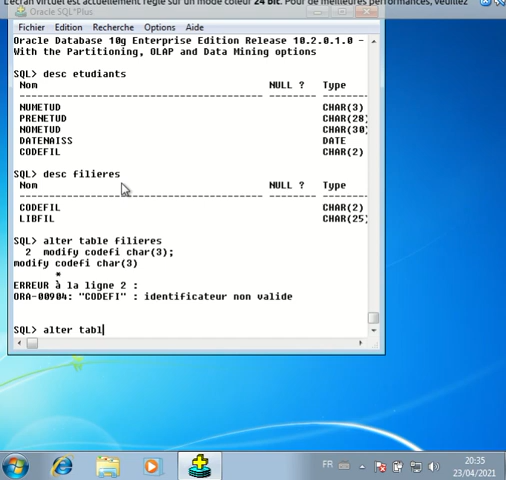 L'écran virtuel est actuellement réglé sur un mode couleur 24 bit. Pour de meilleures performances, veuillez
Oracle SQL*Plus
Fichier Edition Recherche Options Aide
Oracle Database 10g Enterprise Edition Release 10.2.0.1.0 -
With the Partitioning, OLAP and Data Mining options
SQL> desc etudiants
Nom NULL ? Type
NUMETUD CHAR(3)
PRENETUD CHAR(28)
NOMETUD CHAR(30)
DATENAISS DATE
CODEFIL CHAR(2)
SQL> desc filieres
Nom NULL ? Type
CODEFIL CHAR(2)
LIBFIL CHAR(25)
SQL> alter table filieres
2 modify codefi char(3);
modify codefi char(3)
*
ERREUR à la ligne 2 :
ORA-00904: "CODEFI" : identificateur non valide
SQL> alter tabl
FR
20:35
23/04/2021